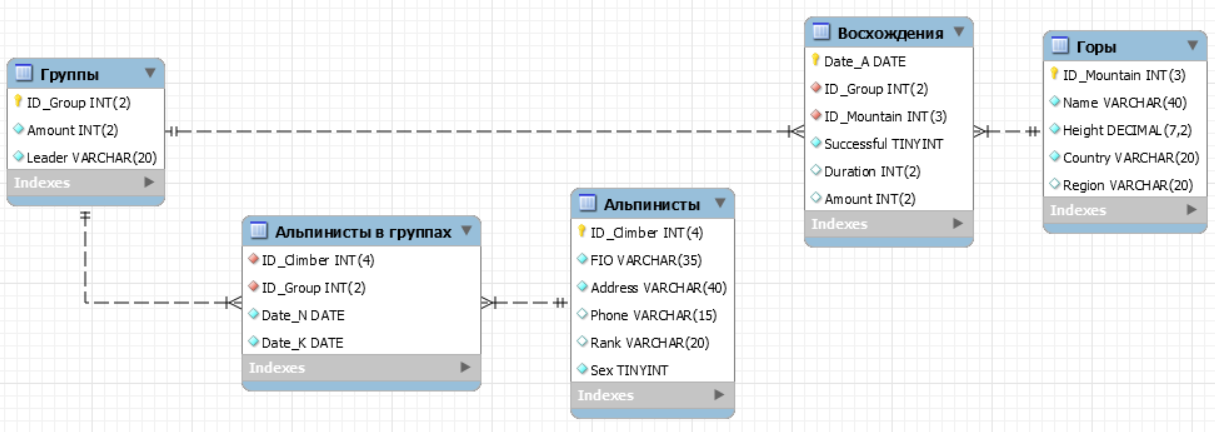 Группы
ID_Group INT(2)
Amount INT(2)
Leader VARCHAR(20)
Indexes
Альпинисты в группах
ID_Climber INT(4)
ID_Group INT(2)
Date_N DATE
Date_K DATE
Indexes
Альпинисты
ID_Climber INT(4)
FIO VARCHAR(35)
Address VARCHAR(40)
Phone VARCHAR(15)
Rank VARCHAR(20)
Sex TINYINT
Indexes
Восхождения
Date_A DATE
ID_Group INT(2)
ID_Mountain INT(3)
Successful TINYINT
Duration INT(2)
Amount INT(2)
Indexes
Горы
ID_Mountain INT(3)
Name VARCHAR(40)
Height DECIMAL(7,2)
Country VARCHAR(20)
Region VARCHAR(20)
Indexes